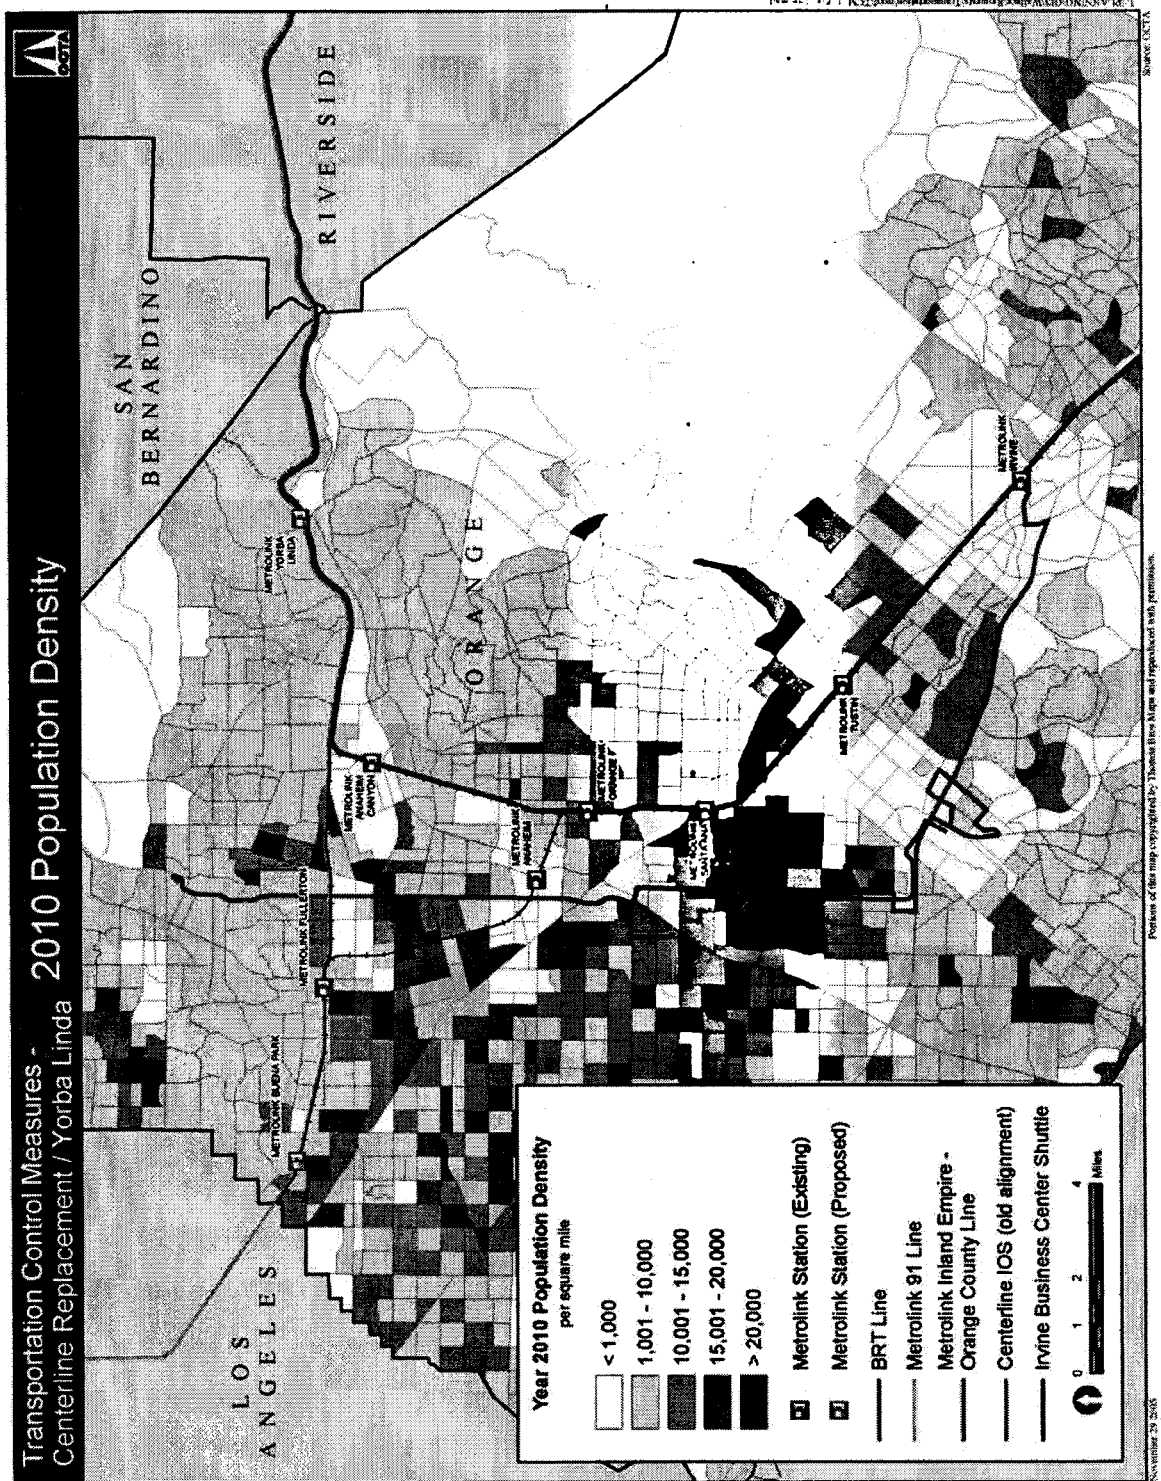 Transportation Control Measures -
Centerline Replacement / Yorba Linda 2010 Population Density
OCTA
SAN
BERNARDINO
RIVERSIDE
LOS
ANGELES
ORANGE
METROLINK BUENA PARK
METROLINK FULLERTON
METROLINK
ANAHEIM
CANYON
METROLINK
YORBA
LINDA
METROLINK
ANAHEIM
METROLINK
ORANGE
METROLINK
SANTA ANA
METROLINK
TUSTIN
METROLINK
IRVINE
Year 2010 Population Density
per square mile
< 1,000
1,001 - 10,000
10,001 - 15,000
15,001 - 20,000
> 20,000
Metrolink Station (Existing)
Metrolink Station (Proposed)
BRT Line
Metrolink 91 Line
Metrolink Inland Empire -
Orange County Line
Centerline IOS (old alignment)
Irvine Business Center Shuttle
0 1 2 4
Miles
November 29 2005
Portions of this map copyrighted by Thomas Bros Maps and reproduced with permission.
Source: OCTA